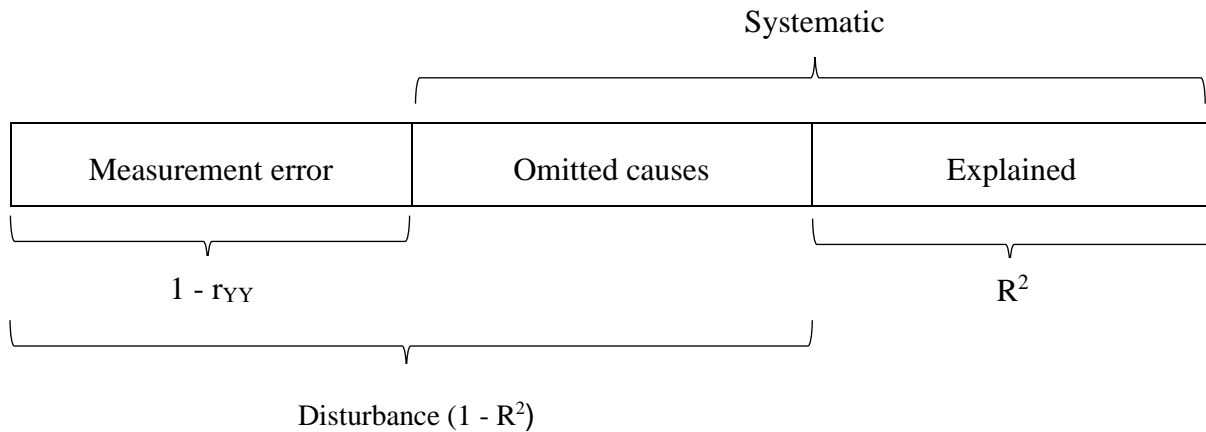 Systematic
Measurement error
Omitted causes
Explained
1 - rYY
R²
Disturbance (1 - R²)